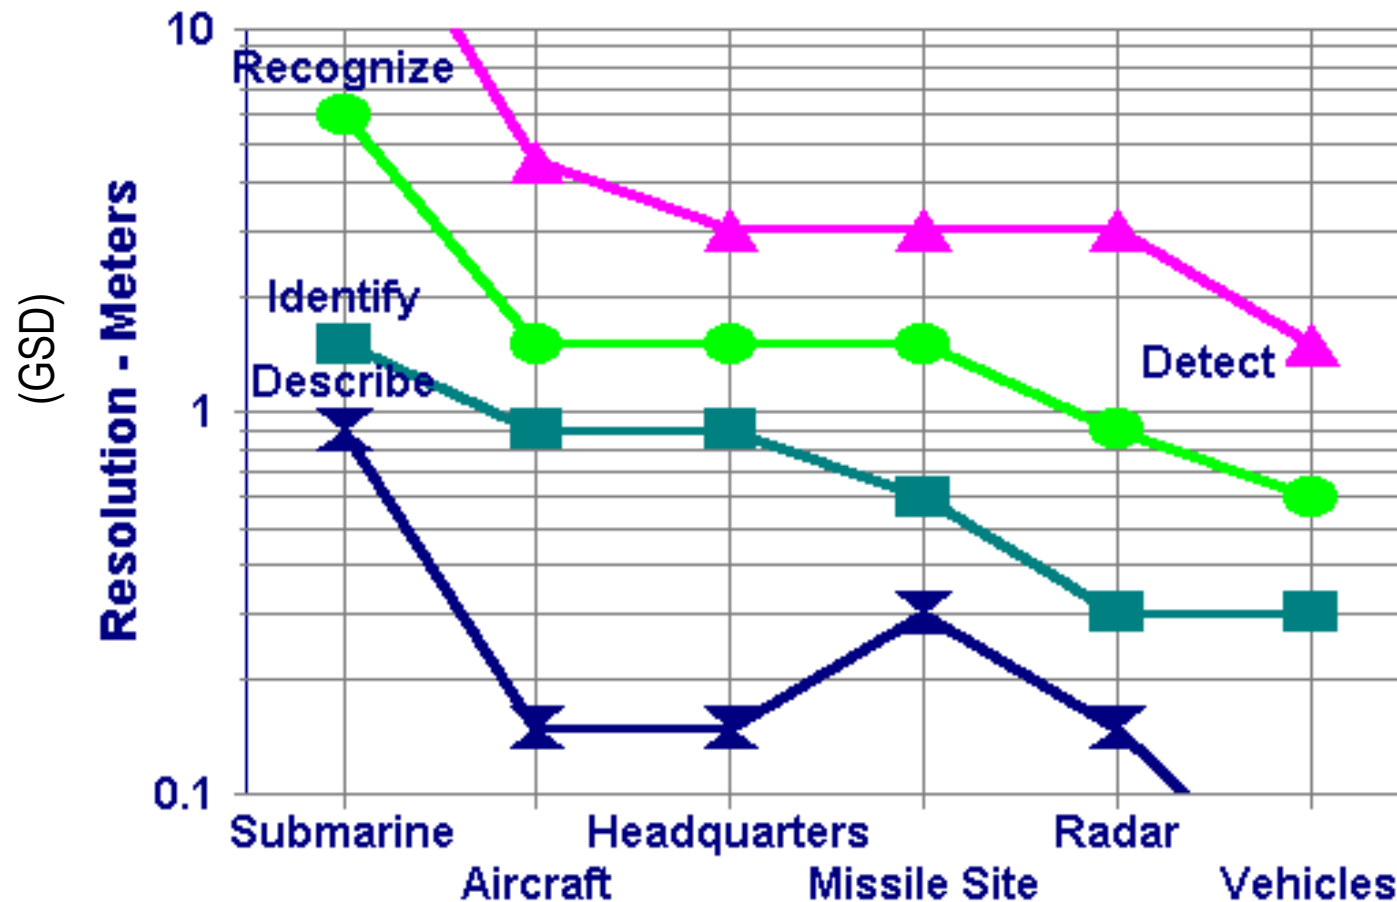 10
Recognize
Identify
Describe
Detect
1
0.1
(GSD)
Resolution - Meters
Submarine
Headquarters
Radar
Aircraft
Missile Site
Vehicles